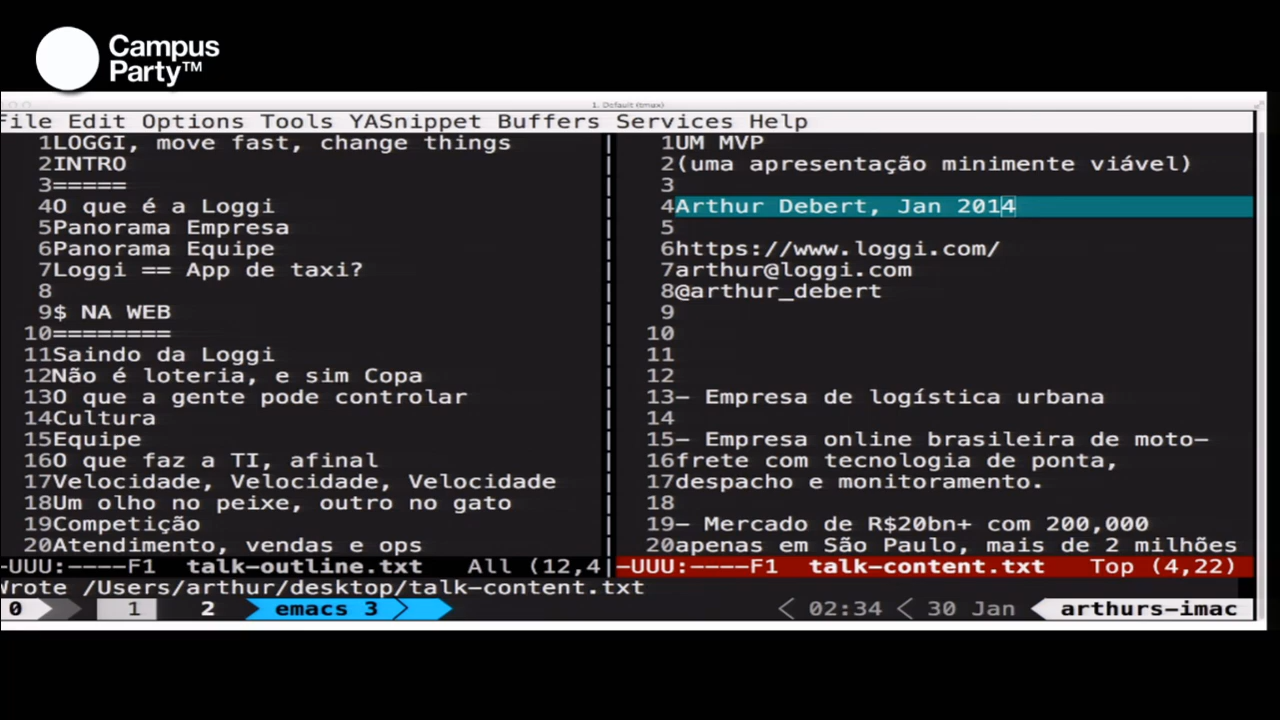 Campus
Party™
1. Default (tmux)
File Edit Options Tools YASnippet Buffers Services Help
1LOGGI, move fast, change things
2INTRO
3=====
4O que é a Loggi
5Panorama Empresa
6Panorama Equipe
7Loggi == App de taxi?
8
9$ NA WEB
10========
11Saindo da Loggi
12Não é loteria, e sim Copa
13O que a gente pode controlar
14Cultura
15Equipe
16O que faz a TI, afinal
17Velocidade, Velocidade, Velocidade
18Um olho no peixe, outro no gato
19Competição
20Atendimento, vendas e ops
-UUU:----F1 talk-outline.txt All (12,4
1UM MVP
2(uma apresentação minimente viável)
3
4Arthur Debert, Jan 2014
5
6https://www.loggi.com/
7arthur@loggi.com
8@arthur_debert
9
10
11
12
13– Empresa de logística urbana
14
15– Empresa online brasileira de moto–
16frete com tecnologia de ponta,
17despacho e monitoramento.
18
19– Mercado de R$20bn+ com 200,000
20apenas em São Paulo, mais de 2 milhões
-UUU:----F1 talk-content.txt Top (4,22)
Wrote /Users/arthur/desktop/talk-content.txt
0 1 2 emacs 3 02:34 30 Jan arthurs-imac